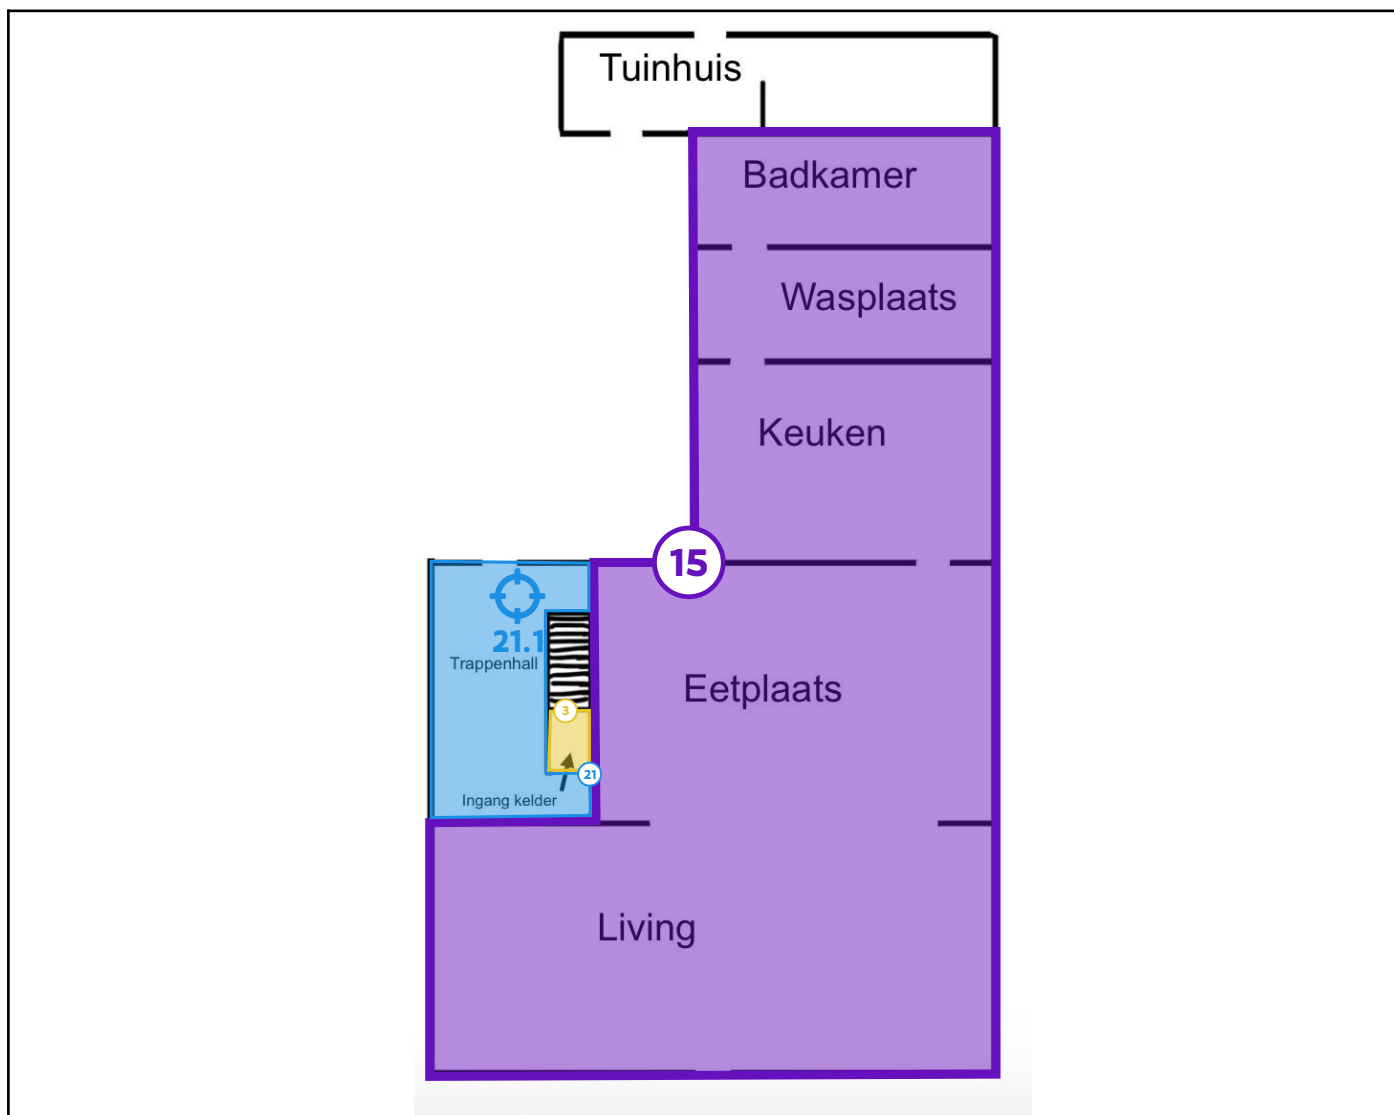 Tuinhuis
Badkamer
Wasplaats
Keuken
15
21.1
Trappenhall
Eetplaats
3
21
Ingang kelder
Living